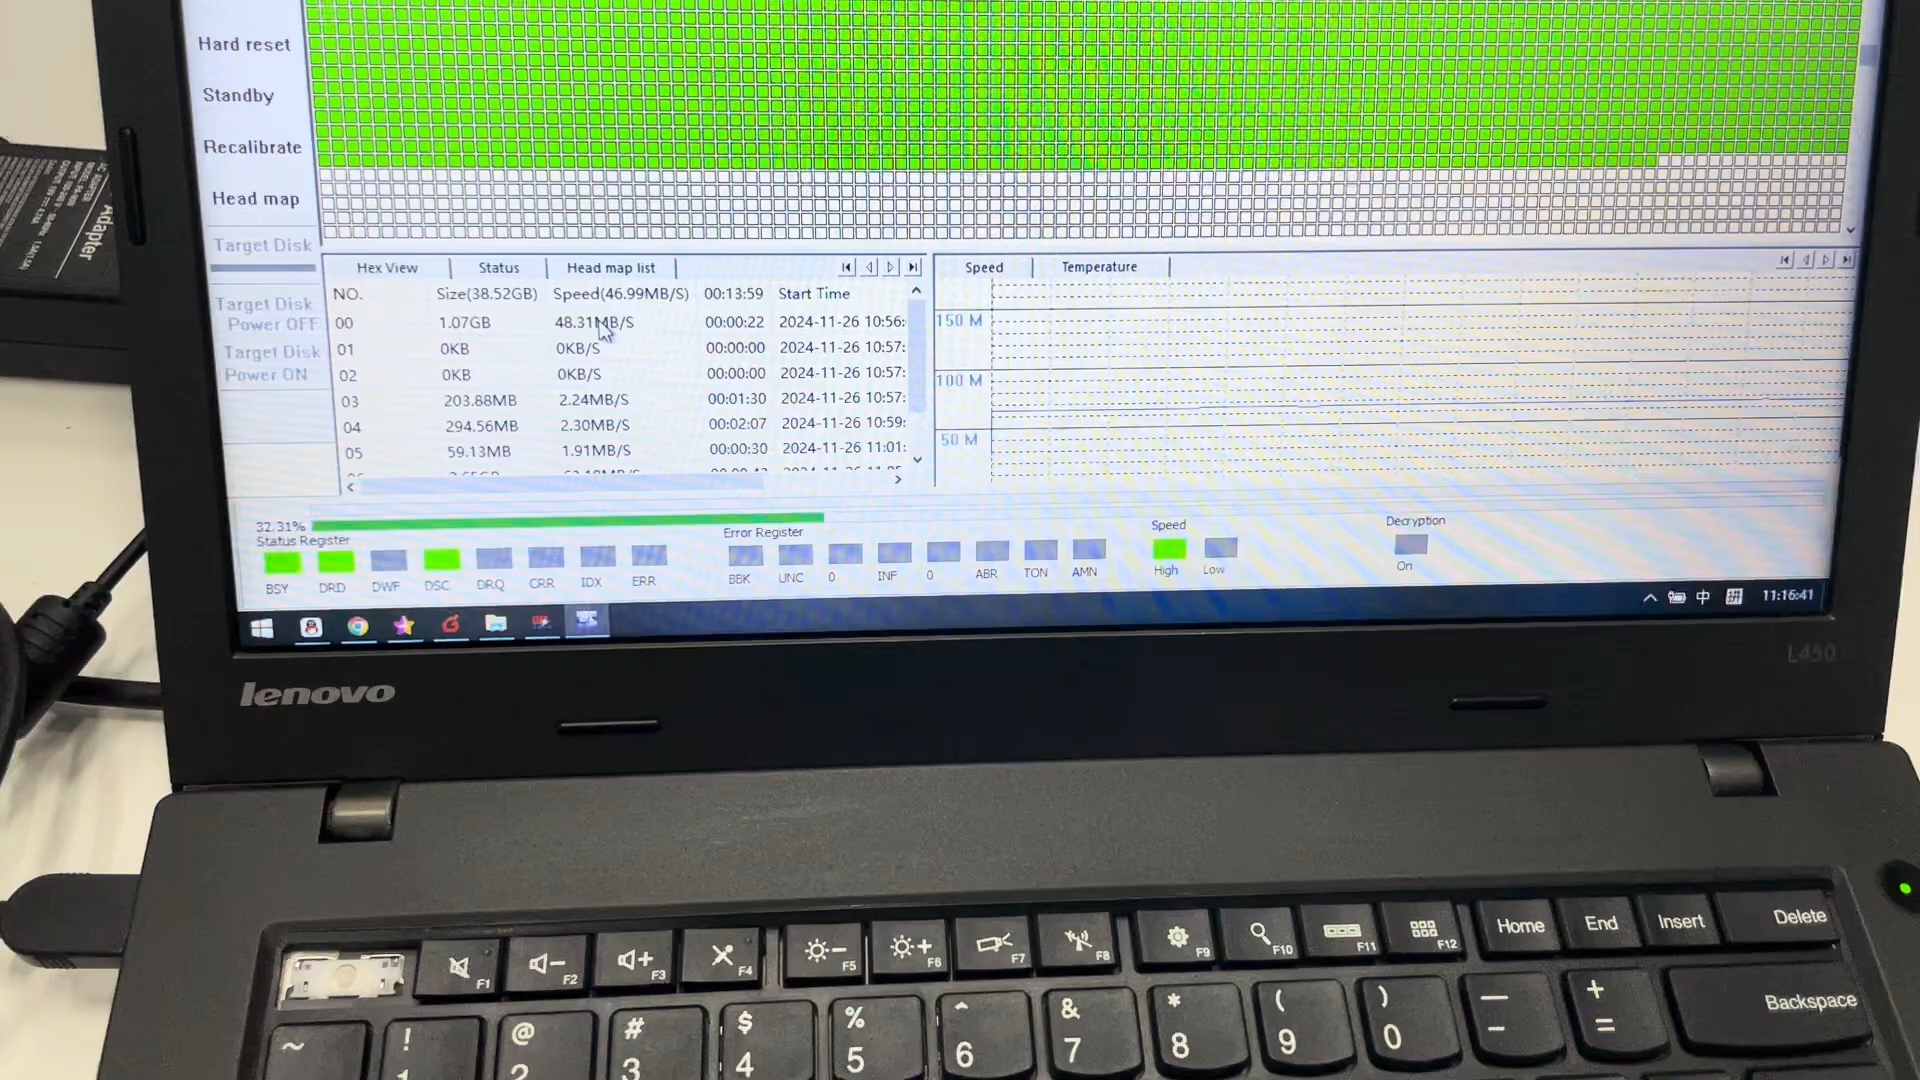 Hard reset
Standby
Recalibrate
Head map
Target Disk
Target Disk
Power OFF
Target Disk
Power ON
Hex View Status Head map list
NO. Size(38.52GB) Speed(46.99MB/S) 00:13:59 Start Time
00 1.07GB 48.31MB/S 00:00:22 2024-11-26 10:56:
01 0KB 0KB/S 00:00:00 2024-11-26 10:57:
02 0KB 0KB/S 00:00:00 2024-11-26 10:57:
03 203.88MB 2.24MB/S 00:01:30 2024-11-26 10:57:
04 294.56MB 2.30MB/S 00:02:07 2024-11-26 10:59:
05 59.13MB 1.91MB/S 00:00:30 2024-11-26 11:01:
Speed Temperature
150 M
100 M
50 M
32.31%
Status Register
BSY DRD DWF DSC DRQ CRR IDX ERR
Error Register
BBK UNC 0 INF 0 ABR TON AMN
Speed
High Low
Decryption
On
中 拼 11:16:41
L450
lenovo
Adapter
F1 F2 F3 F4 F5 F6 F7 F8 F9 F10 F11 F12 Home End Insert Delete
~ ! 1 @ 2 # 3 $ 4 % 5 ^ 6 & 7 * 8 ( 9 ) 0 — - + = Backspace